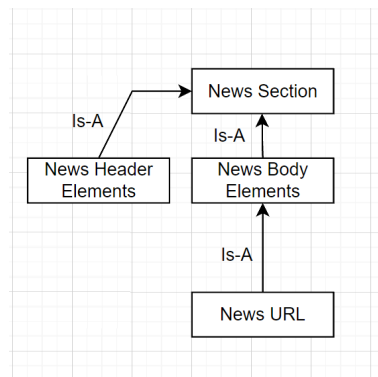 News Section
Is-A
Is-A
News Header
Elements
News Body
Elements
Is-A
News URL